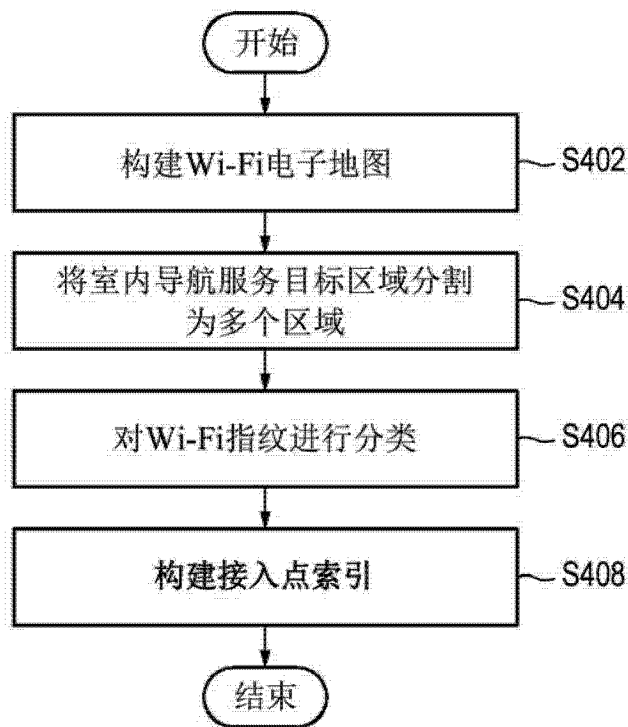 开始
构建Wi-Fi电子地图
S402
将室内导航服务目标区域分割
为多个区域
S404
对Wi-Fi指纹进行分类
S406
构建接入点索引
S408
结束